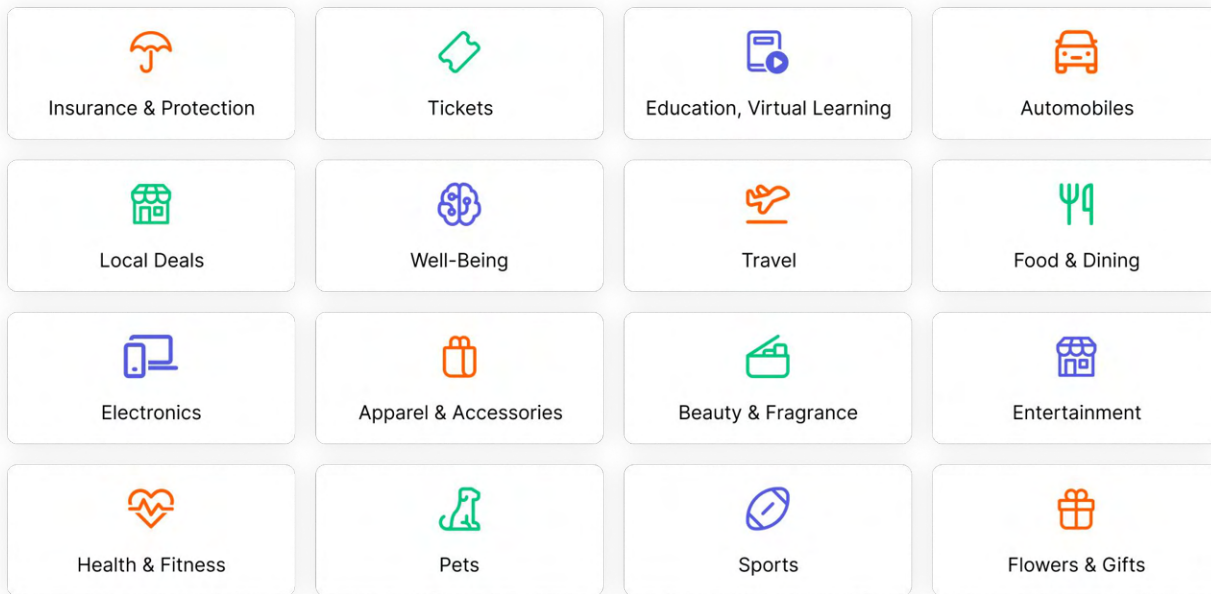 Insurance & Protection
Tickets
Education, Virtual Learning
Automobiles
Local Deals
Well-Being
Travel
Food & Dining
Electronics
Apparel & Accessories
Beauty & Fragrance
Entertainment
Health & Fitness
Pets
Sports
Flowers & Gifts